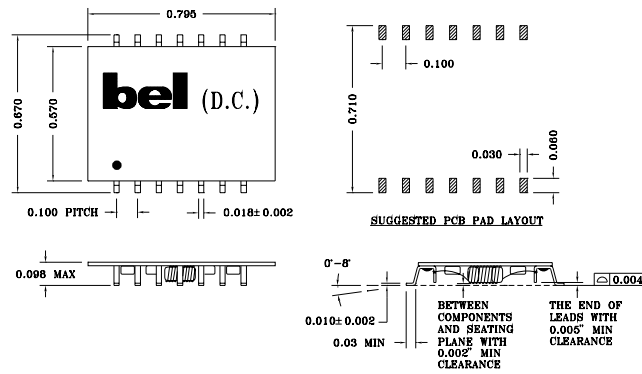 0.795
0.670
0.570
bel (D.C.)
0.100 PITCH
0.018±0.002
0.100
0.710
0.030
0.060
SUGGESTED PCB PAD LAYOUT
0.098 MAX
0°-8°
0.010±0.002
0.03 MIN
BETWEEN
COMPONENTS
AND SEATING
PLANE WITH
0.002" MIN
CLEARANCE
THE END OF
LEADS WITH
0.005" MIN
CLEARANCE
0.004